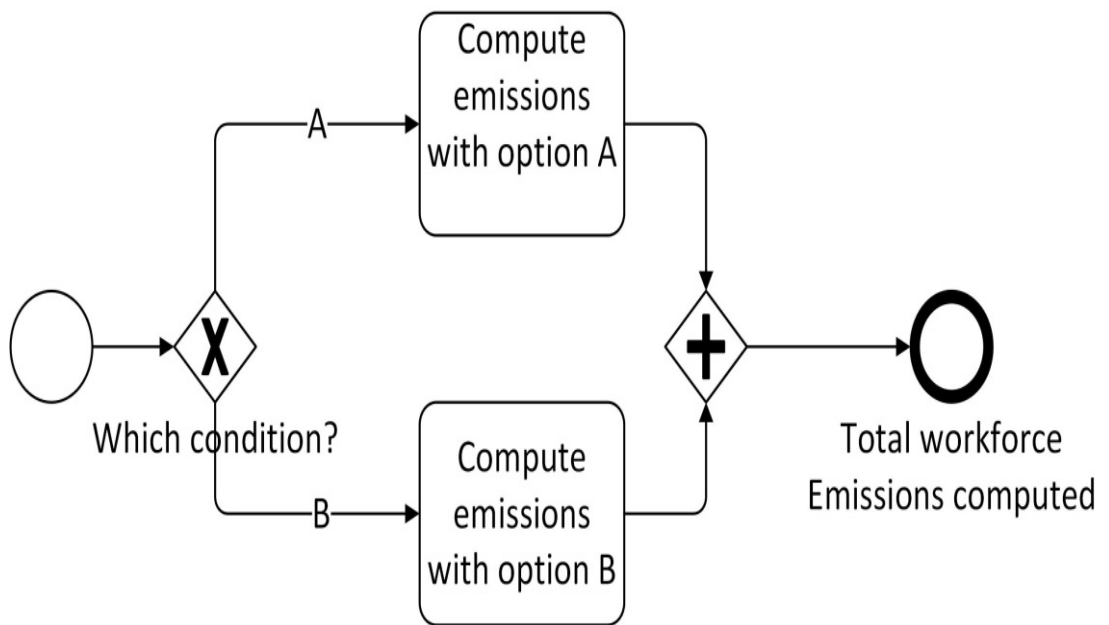 Compute
emissions
with option A
A
Which condition?
B
Compute
emissions
with option B
Total workforce
Emissions computed